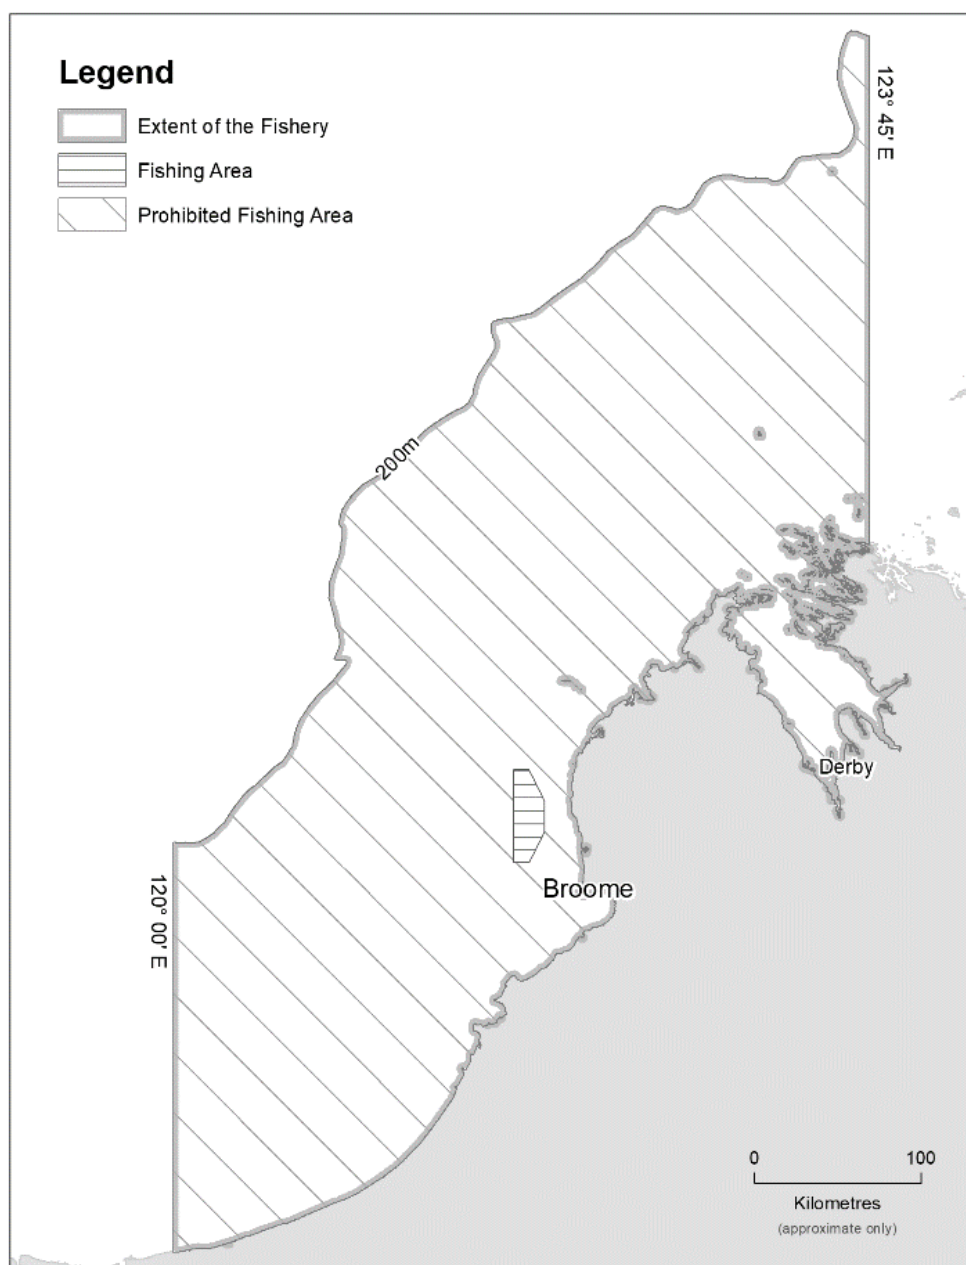 Legend
Extent of the Fishery
Fishing Area
Prohibited Fishing Area
123° 45' E
200m
Derby
Broome
120° 00' E
0 100
Kilometres
(approximate only)